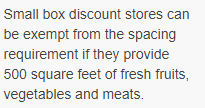 Small box discount stores can
be exempt from the spacing
requirement if they provide
500 square feet of fresh fruits,
vegetables and meats.